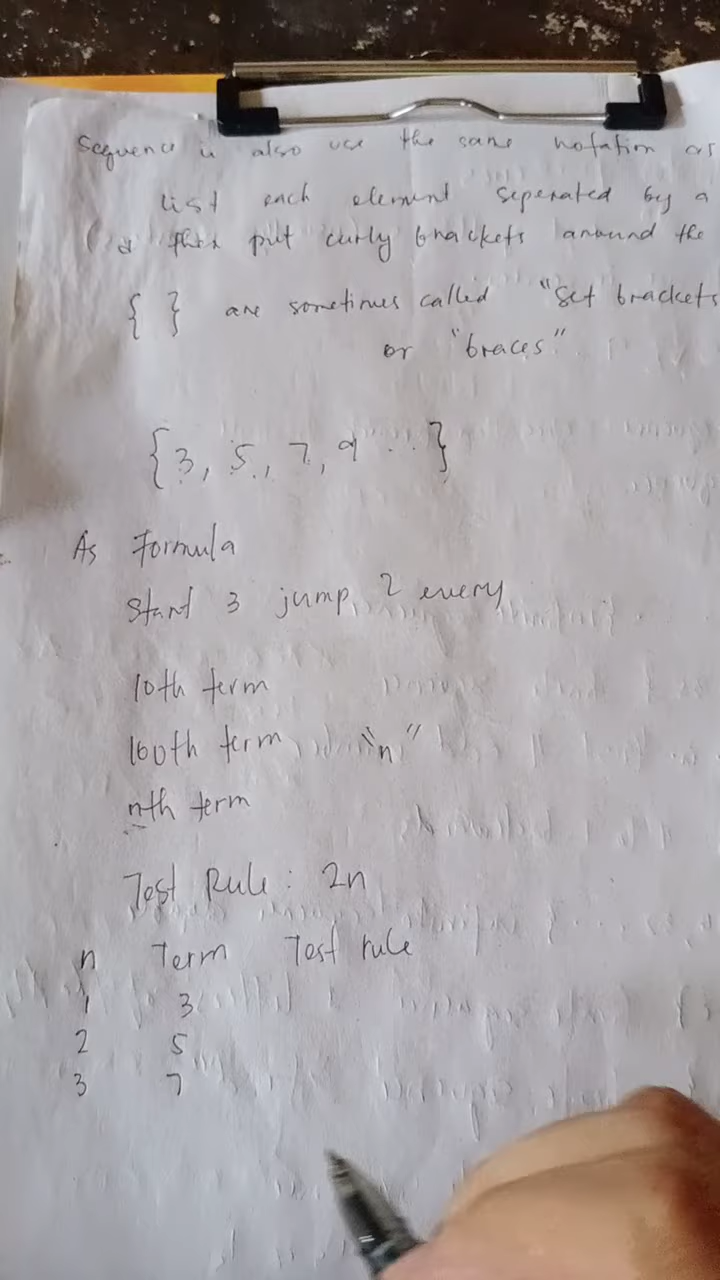 Sequence is also use the same notation as
list each element seperated by a
& then put curly brackets around the
{ } are sometimes called "set brackets
or "braces"
{3, 5, 7, 9 ...}
As Formula
Start 3 jump 2 every
10th term
100th term "n"
nth term
Test Rule: 2n
n Term Test rule
1 3
2 5
3 7